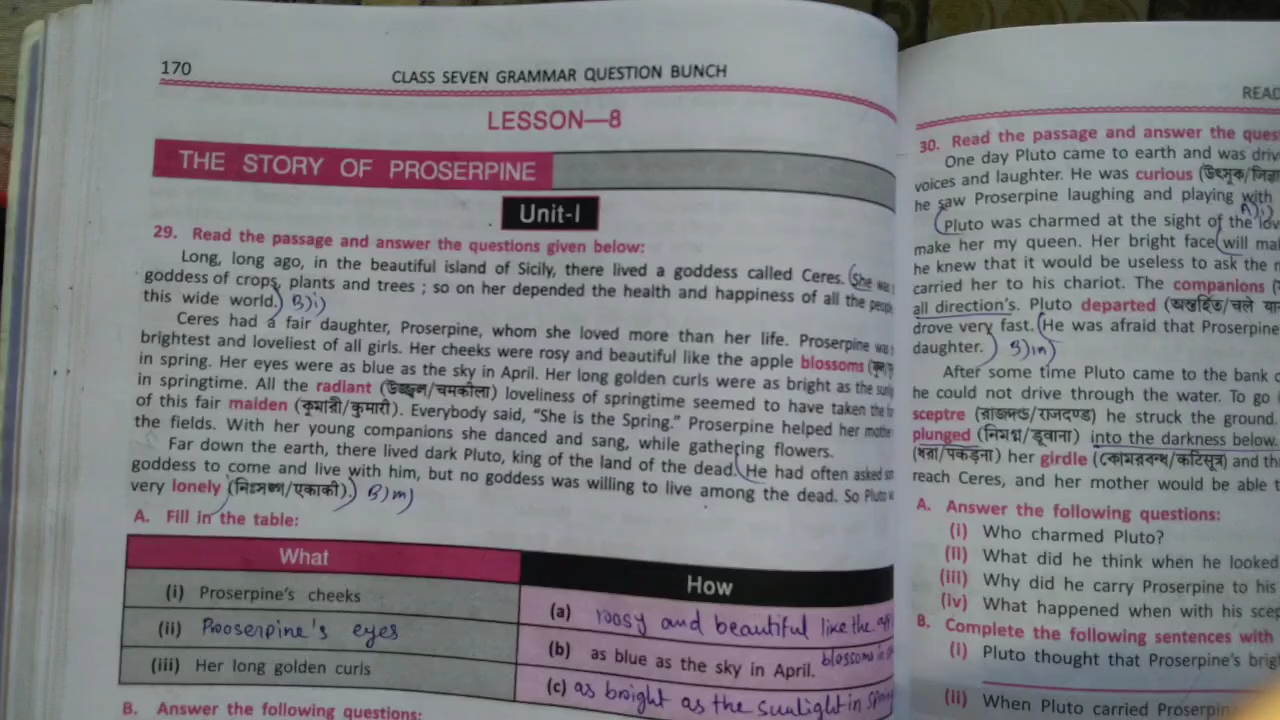 170
CLASS SEVEN GRAMMAR QUESTION BUNCH
LESSON—8
THE STORY OF PROSERPINE
Unit-I
29. Read the passage and answer the questions given below:
Long, long ago, in the beautiful island of Sicily, there lived a goddess called Ceres. (She was
goddess of crops, plants and trees ; so on her depended the health and happiness of all the people
this wide world.) B)i)
Ceres had a fair daughter, Proserpine, whom she loved more than her life. Proserpine was
brightest and loveliest of all girls. Her cheeks were rosy and beautiful like the apple blossoms
in spring. Her eyes were as blue as the sky in April. Her long golden curls were as bright as the
in springtime. All the radiant (उज्ज्वल/चमकीला) loveliness of springtime seemed to have taken the
of this fair maiden (কুমারী/कुमारी). Everybody said, "She is the Spring." Proserpine helped her
the fields. With her young companions she danced and sang, while gathering flowers.
Far down the earth, there lived dark Pluto, king of the land of the dead. (He had often asked
goddess to come and live with him, but no goddess was willing to live among the dead. So Pluto
very lonely (নিঃসঙ্গ/एकाकी).)
A. Fill in the table:
What
How
(i) Proserpine's cheeks
(a) roosy and beautiful like the
blossoms in
(ii) Prooserpine's eyes
(b) as blue as the sky in April.
(iii) Her long golden curls
(c) as bright as the sunlight in
B. Answer the following questions:
READ
30. Read the passage and answer the
One day Pluto came to earth and was
voices and laughter. He was curious
he saw Proserpine laughing and playing with
(Pluto was charmed at the sight of the
make her my queen. Her bright face (will
he knew that it would be useless to ask the
carried her to his chariot. The companions
all direction's. Pluto departed
drove very fast. (He was afraid that Proserpine
daughter.)
After some time Pluto came to the bank
he could not drive through the water. To go
sceptre (রাজদণ্ড/राजदण्ड) he struck the ground.
plunged (নিমগ্ন/डूबाना) into the darkness below.
(ধরা/पकड़ना) her girdle (কোমরবন্ধ/कटिसूत्र) and
reach Ceres, and her mother would be able
A. Answer the following questions:
(i) Who charmed Pluto?
(ii) What did he think when he looked
(iii) Why did he carry Proserpine to his
(iv) What happened when with his
B. Complete the following sentences with
(i) Pluto thought that Proserpine's
(ii) When Pluto carried